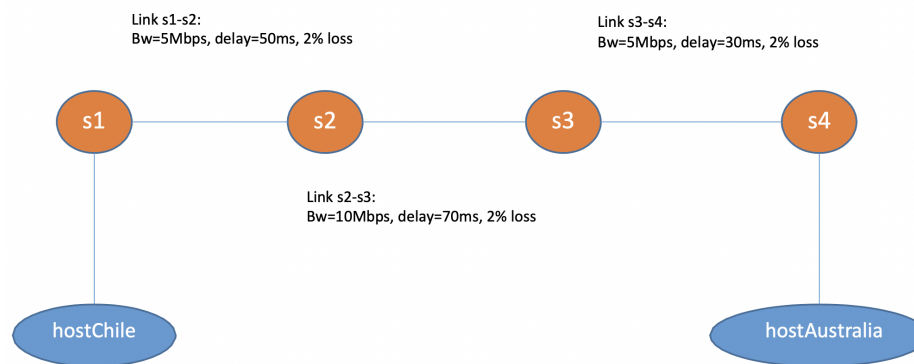 Link s1-s2:
Bw=5Mbps, delay=50ms, 2% loss
Link s3-s4:
Bw=5Mbps, delay=30ms, 2% loss
s1
s2
s3
s4
Link s2-s3:
Bw=10Mbps, delay=70ms, 2% loss
hostChile
hostAustralia